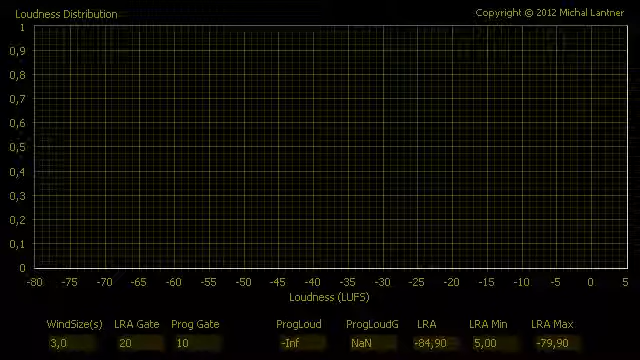 Loudness Distribution
Copyright © 2012 Michal Lantner
1
0,9
0,8
0,7
0,6
0,5
0,4
0,3
0,2
0,1
0
-80 -75 -70 -65 -60 -55 -50 -45 -40 -35 -30 -25 -20 -15 -10 -5 0 5
Loudness (LUFS)
WindSize(s) LRA Gate Prog Gate ProgLoud ProgLoudG LRA LRA Min LRA Max
3,0 20 10 -Inf NaN -84,90 5,00 -79,90